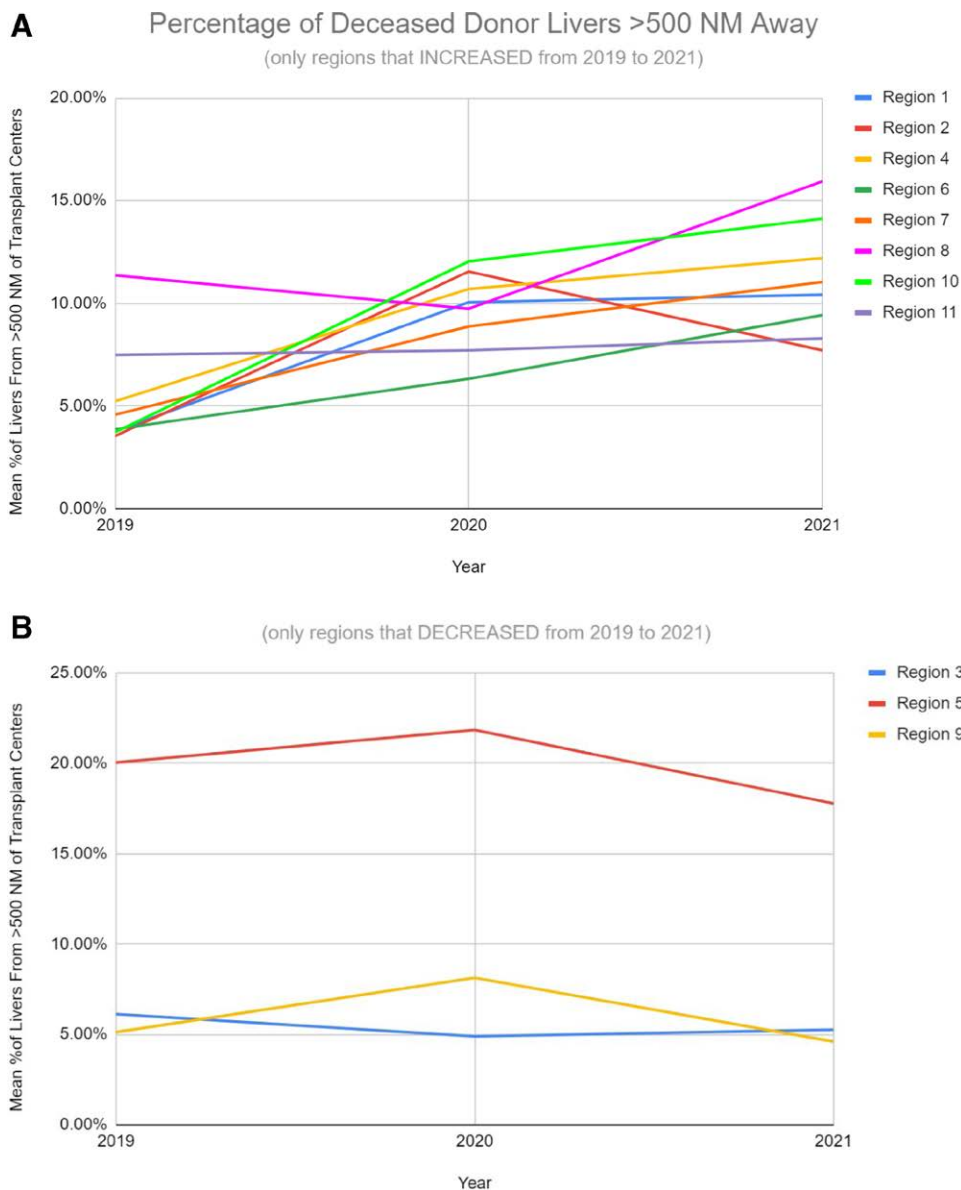 A
Percentage of Deceased Donor Livers >500 NM Away
(only regions that INCREASED from 2019 to 2021)
Mean %of Livers From >500 NM of Transplant Centers
20.00%
15.00%
10.00%
5.00%
0.00%
2019
2020
2021
Year
Region 1
Region 2
Region 4
Region 6
Region 7
Region 8
Region 10
Region 11
B
(only regions that DECREASED from 2019 to 2021)
Mean %of Livers From >500 NM of Transplant Centers
25.00%
20.00%
15.00%
10.00%
5.00%
0.00%
2019
2020
2021
Year
Region 3
Region 5
Region 9